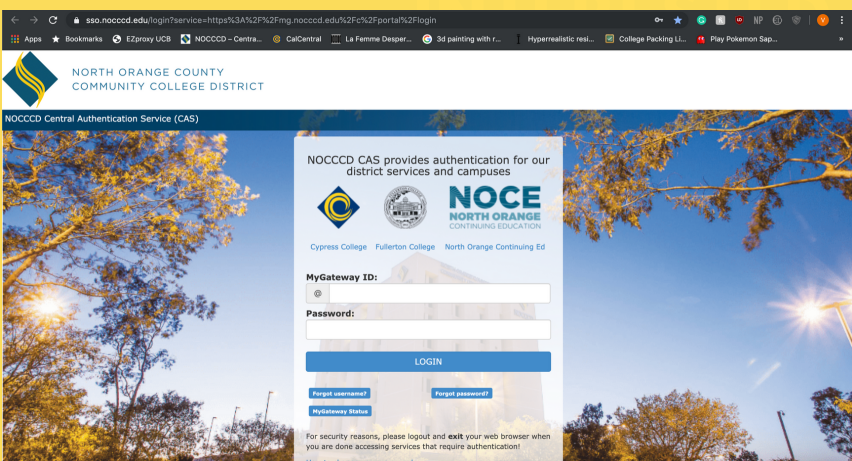 sso.nocccd.edu/login?service=https%3A%2F%2Fmg.nocccd.edu%2Fc%2Fportal%2Flogin
NP
V
Apps Bookmarks EZproxy UCB NOCCCD – Centra... CalCentral La Femme Desper... 3d painting with r... Hyperrealistic resi... College Packing Li... Play Pokemon Sap... »
NORTH ORANGE COUNTY
COMMUNITY COLLEGE DISTRICT
NOCCCD Central Authentication Service (CAS)
NOCCCD CAS provides authentication for our
district services and campuses
NOCE
NORTH ORANGE
CONTINUING EDUCATION
Cypress College Fullerton College North Orange Continuing Ed
MyGateway ID:
@
Password:
LOGIN
Forgot username? Forgot password?
MyGateway Status
For security reasons, please logout and exit your web browser when
you are done accessing services that require authentication!